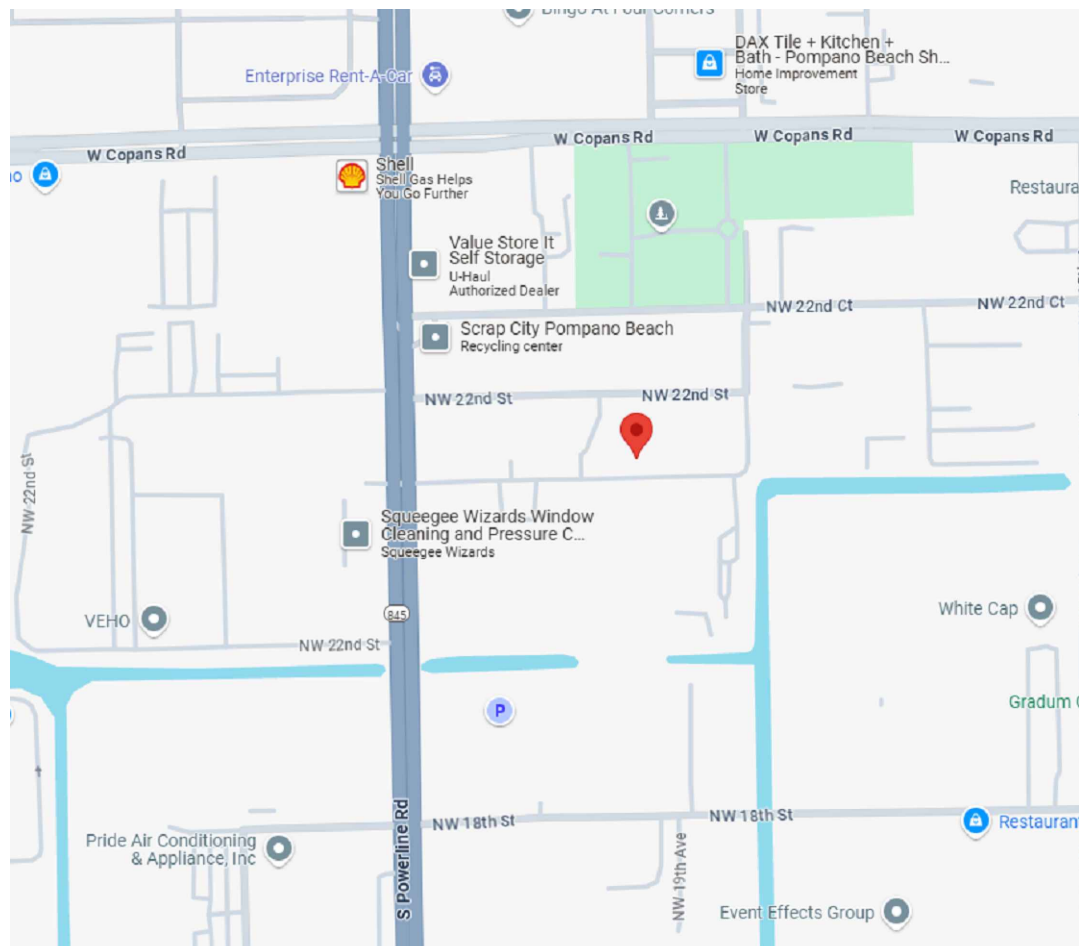 Bingo At Four Corners
DAX Tile + Kitchen +
Bath - Pompano Beach Sh...
Home Improvement
Store
Enterprise Rent-A-Car
W Copans Rd
W Copans Rd
W Copans Rd
W Copans Rd
Shell
Shell Gas Helps
You Go Further
Restaura
Value Store It
Self Storage
U-Haul
Authorized Dealer
NW 22nd Ct
NW 22nd Ct
Scrap City Pompano Beach
Recycling center
NW 22nd St
NW 22nd St
NW 22nd St
Squeegee Wizards Window
Cleaning and Pressure C...
Squeegee Wizards
845
VEHO
White Cap
NW 22nd St
P
Gradum
NW 18th St
NW 18th St
Restaurant
Pride Air Conditioning
& Appliance, Inc
S Powerline Rd
NW 19th Ave
Event Effects Group